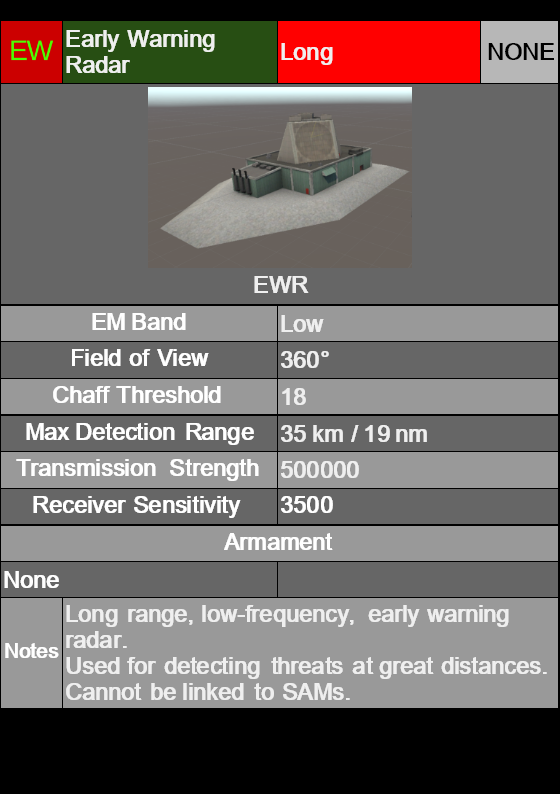 EW
Early Warning
Radar
Long
NONE
EWR
EM Band
Low
Field of View
360°
Chaff Threshold
18
Max Detection Range
35 km / 19 nm
Transmission Strength
500000
Receiver Sensitivity
3500
Armament
None
Notes
Long range, low-frequency, early warning
radar.
Used for detecting threats at great distances.
Cannot be linked to SAMs.